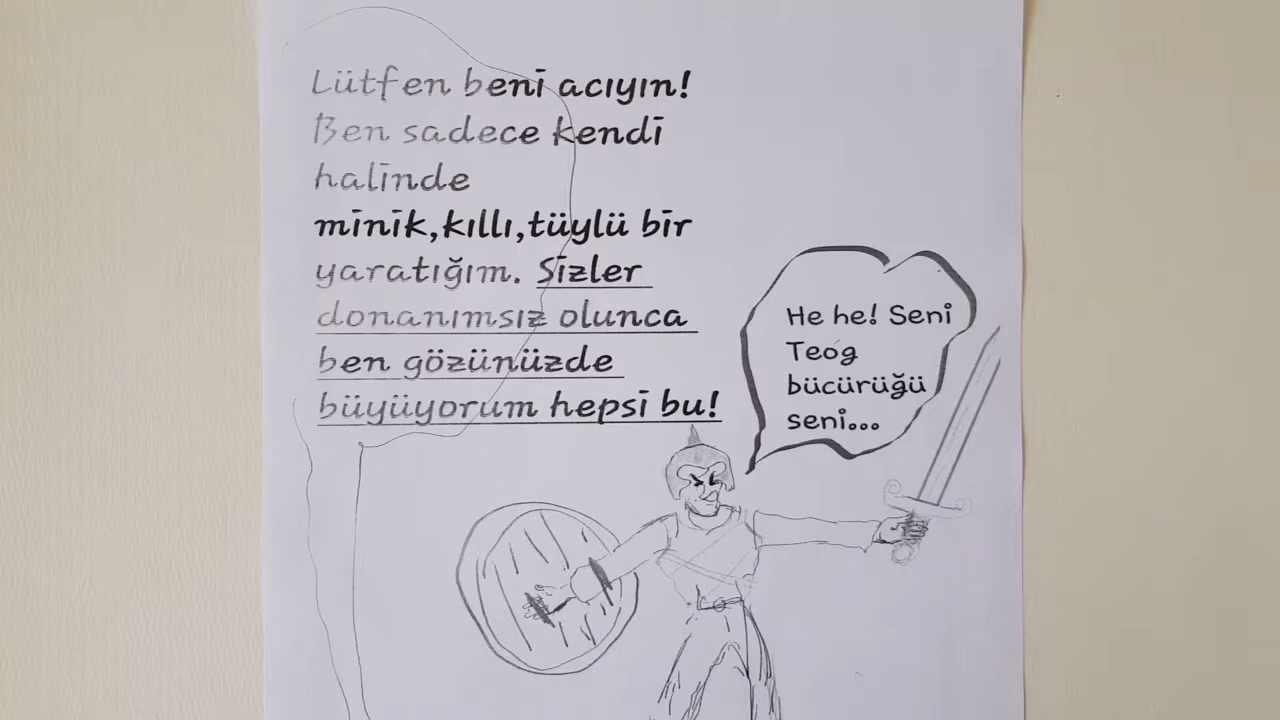 Lütfen beni acıyın!
Ben sadece kendi
halinde
minik,kıllı,tüylü bir
yaratığım. Sizler
donanımsız olunca
ben gözünüzde
büyüyorum hepsi bu!
He he! Seni
Teog
bücürüğü
seni...